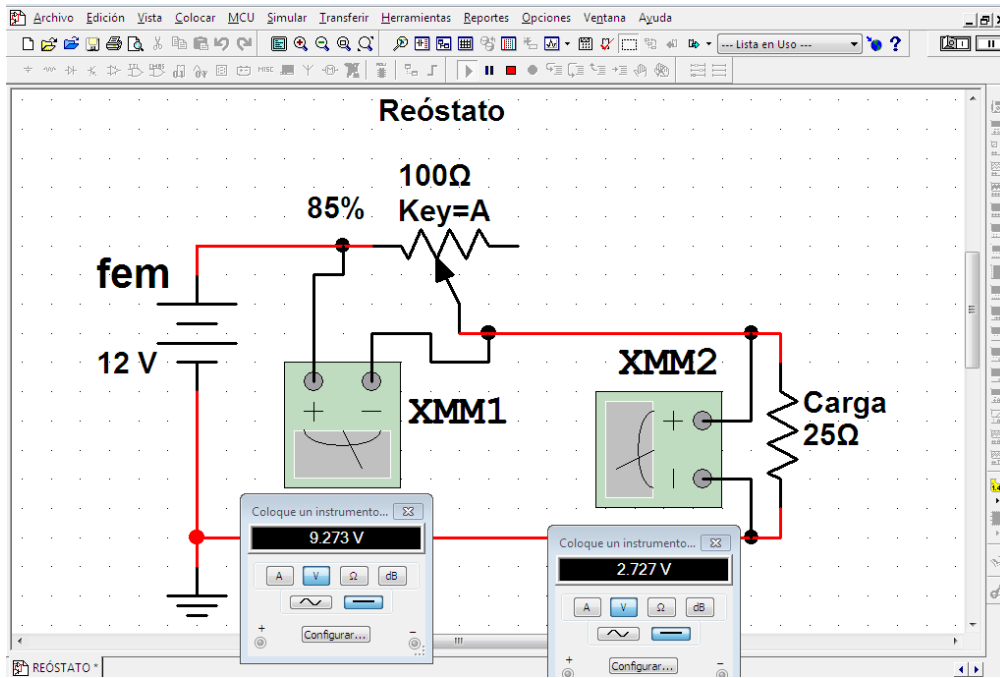 Archivo Edición Vista Colocar MCU Simular Transferir Herramientas Reportes Opciones Ventana Ayuda
--- Lista en Uso ---
MISC
Reóstato
100Ω
85% Key=A
fem
12 V
XMM1
+ −
XMM2
+
−
Carga
25Ω
Coloque un instrumento...
9.273 V
A V Ω dB
Configurar...
+ −
Coloque un instrumento...
2.727 V
A V Ω dB
Configurar...
+ −
REÓSTATO *